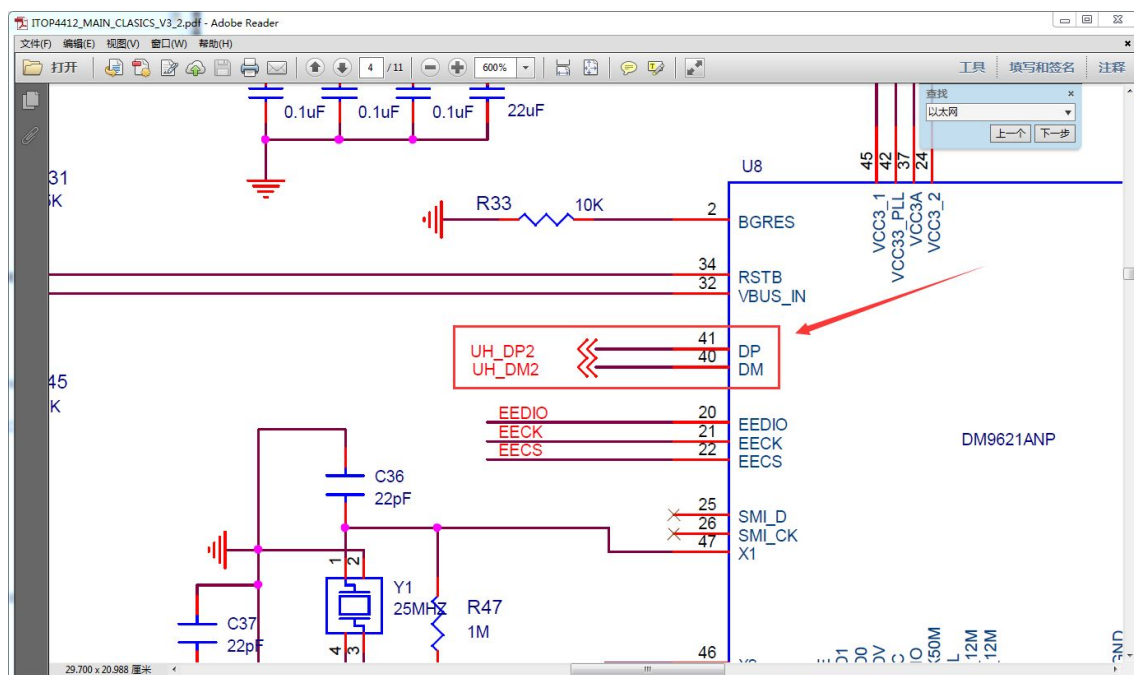 ITOP4412_MAIN_CLASICS_V3_2.pdf - Adobe Reader
文件(F) 编辑(E) 视图(V) 窗口(W) 帮助(H)
打开 4 /11 600% 工具 填写和签名 注释
查找
以太网
上一个 下一步
0.1uF 0.1uF 0.1uF 22uF
31
K
U8
45 42 37 24
VCC3_1 VCC33_PLL VCC3A VCC3_2
R33 10K 2 BGRES
34 RSTB
32 VBUS_IN
UH_DP2 41 DP
UH_DM2 40 DM
45
K
EEDIO 20 EEDIO
EECK 21 EECK
EECS 22 EECS
DM9621ANP
C36
22pF
25 SMI_D
26 SMI_CK
47 X1
1 2
Y1
25MHZ
R47
1M
C37
22pF
4 3
46
GND
29.700 x 20.988 厘米